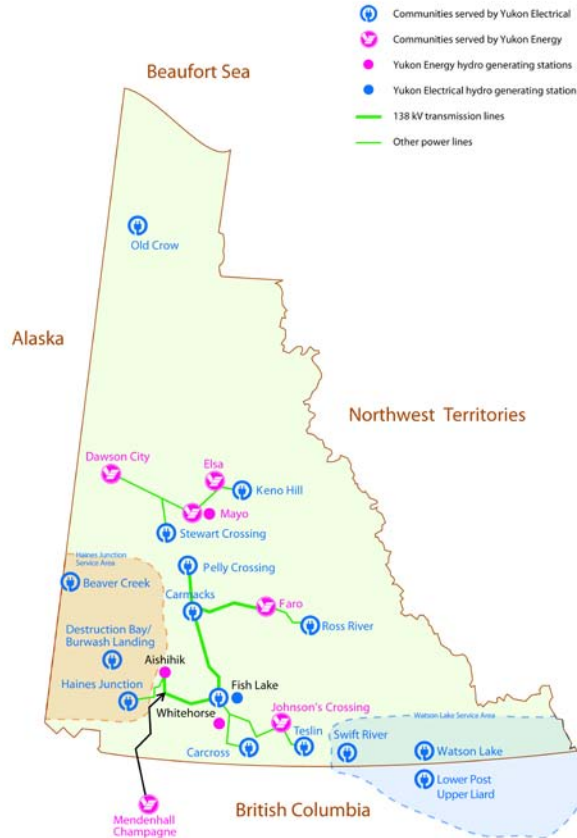 Communities served by Yukon Electrical
Communities served by Yukon Energy
Yukon Energy hydro generating stations
Yukon Electrical hydro generating station
138 kV transmission lines
Other power lines
Beaufort Sea
Old Crow
Alaska
Northwest Territories
Dawson City
Elsa
Keno Hill
Mayo
Stewart Crossing
Haines Junction
Service Area
Pelly Crossing
Beaver Creek
Carmacks
Faro
Ross River
Destruction Bay/
Burwash Landing
Aishihik
Haines Junction
Fish Lake
Whitehorse
Johnson's Crossing
Teslin
Carcross
Watson Lake Service Area
Swift River
Watson Lake
Lower Post
Upper Liard
British Columbia
Mendenhall
Champagne